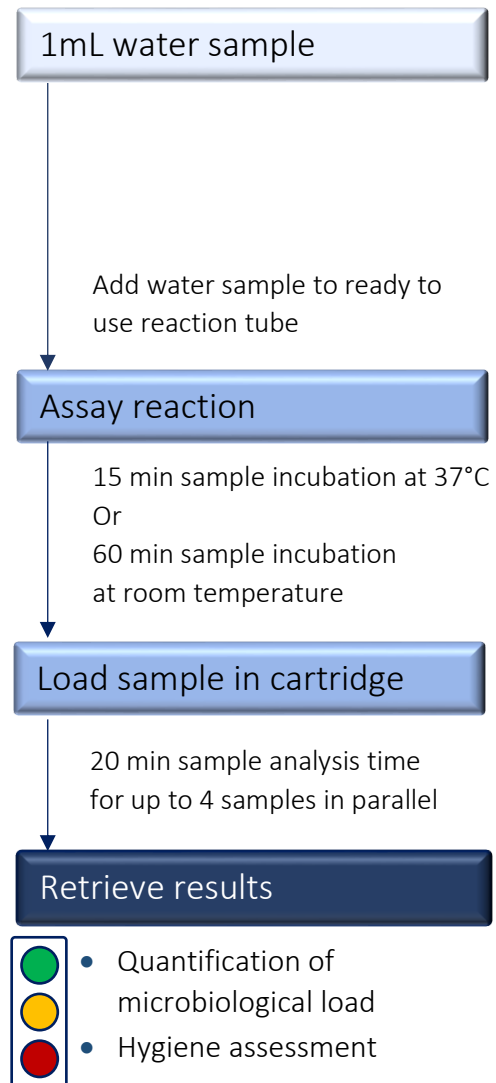 1mL water sample
Add water sample to ready to
use reaction tube
Assay reaction
15 min sample incubation at 37°C
Or
60 min sample incubation
at room temperature
Load sample in cartridge
20 min sample analysis time
for up to 4 samples in parallel
Retrieve results
• Quantification of
microbiological load
• Hygiene assessment